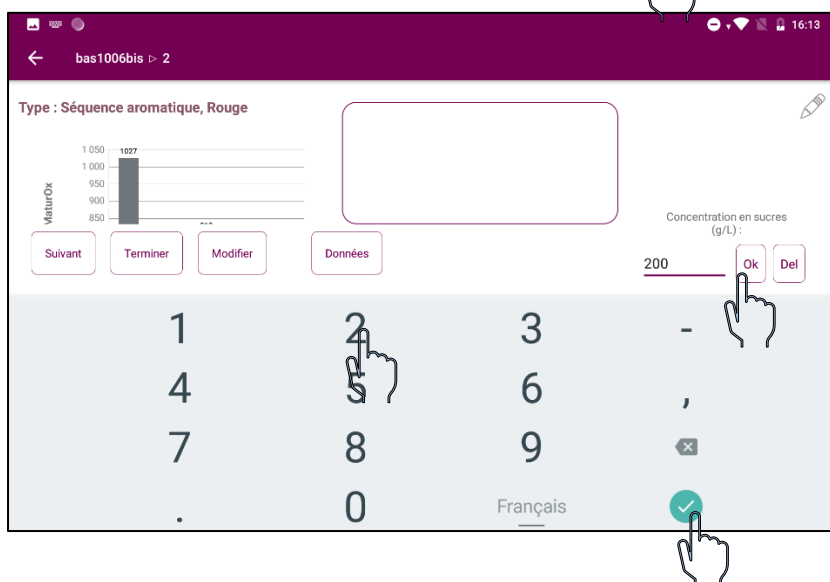 16:13
bas1006bis ▷ 2
Type : Séquence aromatique, Rouge
1 050
1027
1 000
950
900
850
MaturOx
Concentration en sucres
(g/L) :
Suivant
Terminer
Modifier
Données
200
Ok
Del
1 2 3 -
4 5 6 ,
7 8 9
. 0 Français